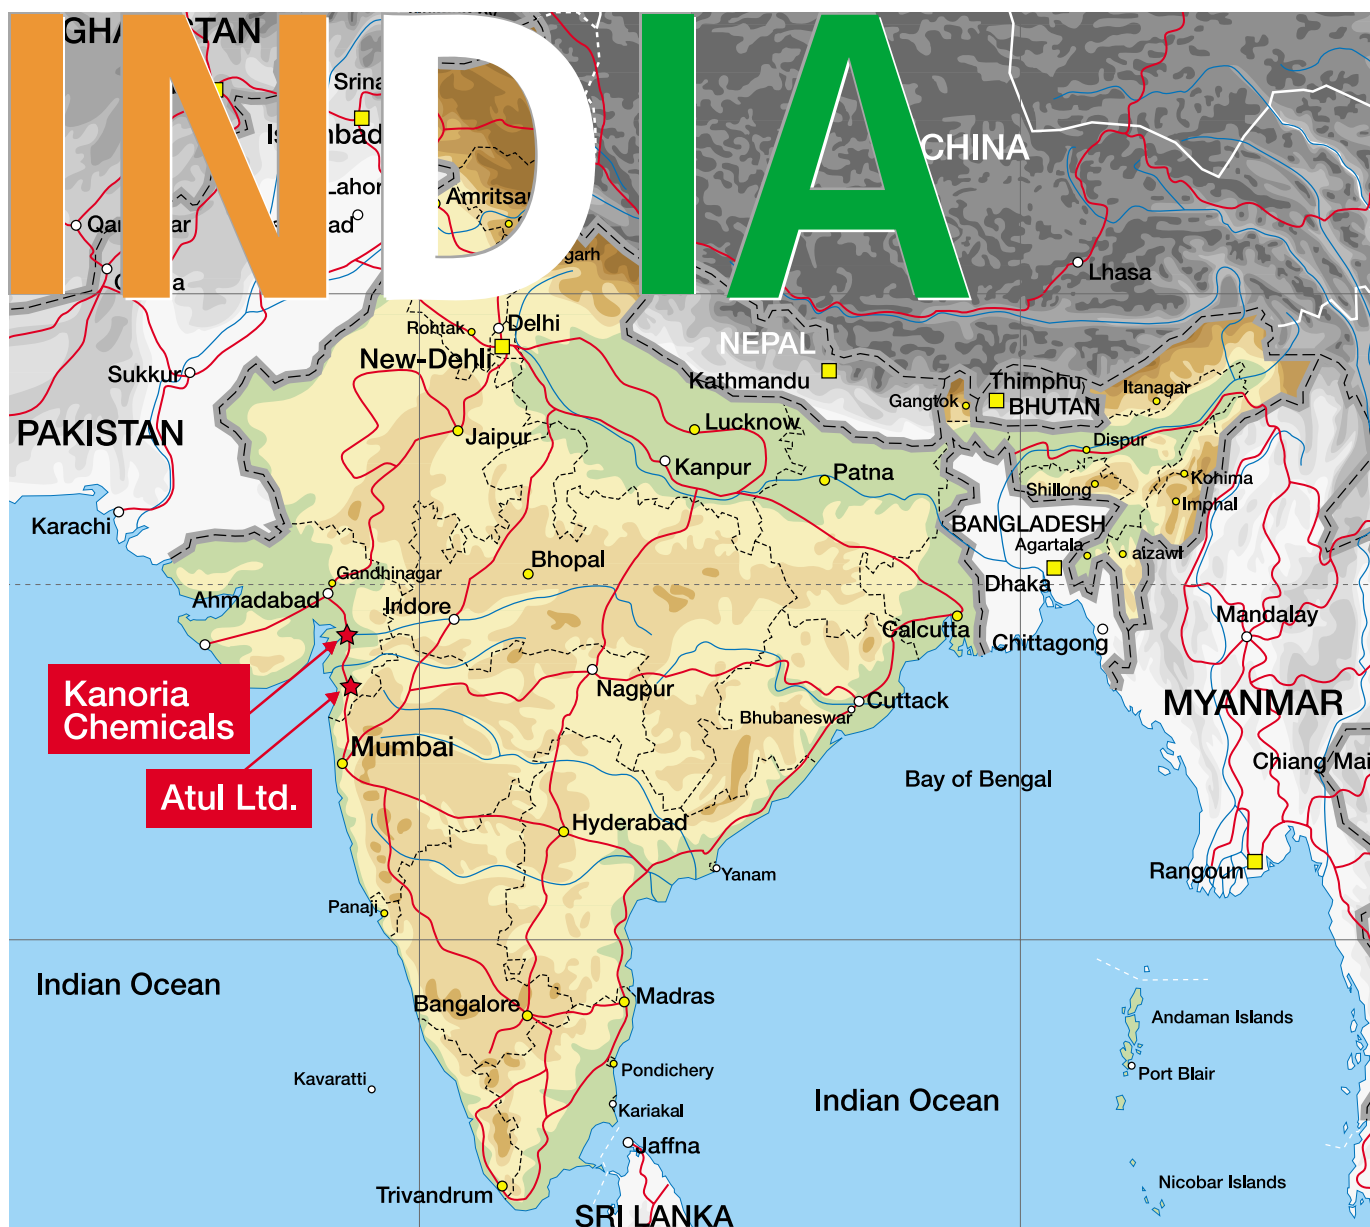 INDIA
CHINA
Lhasa
Rohtak
Delhi
New-Dehli
NEPAL
Kathmandu
Thimphu
BHUTAN
Gangtok
Itanagar
Sukkur
PAKISTAN
Jaipur
Lucknow
Kanpur
Patna
Dispur
Shillong
Kohima
Imphal
Karachi
BANGLADESH
Agartala
aizawl
Dhaka
Bhopal
Gandhinagar
Ahmadabad
Indore
Calcutta
Chittagong
Mandalay
Kanoria
Chemicals
Nagpur
Cuttack
Bhubaneswar
MYANMAR
Mumbai
Chiang Mai
Bay of Bengal
Atul Ltd.
Hyderabad
Yanam
Rangoun
Panaji
Indian Ocean
Bangalore
Madras
Andaman Islands
Kavaratti
Pondichery
Port Blair
Kariakal
Indian Ocean
Jaffna
Trivandrum
Nicobar Islands
SRI LANKA